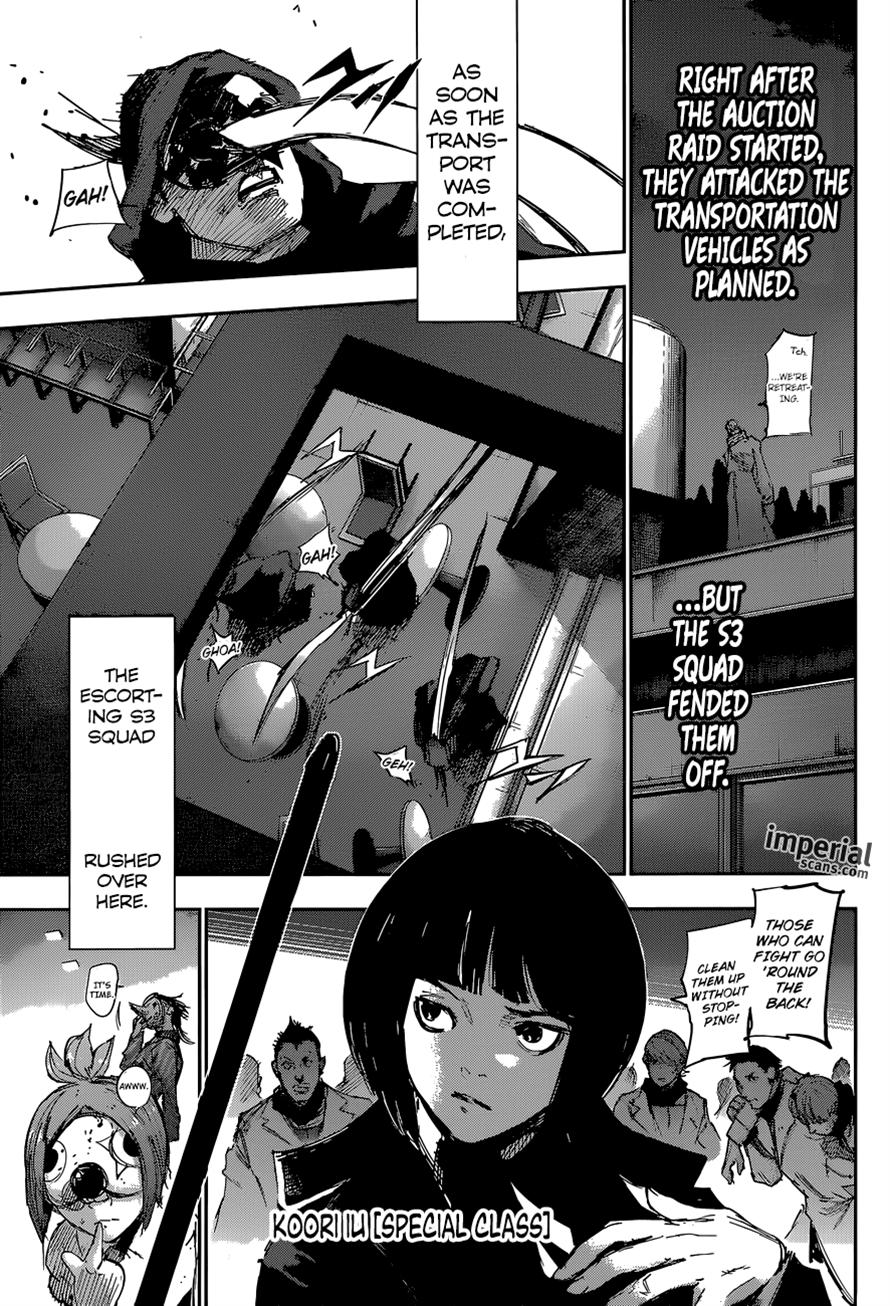 RIGHT AFTER
THE AUCTION
RAID STARTED,
THEY ATTACKED THE
TRANSPORTATION
VEHICLES AS
PLANNED.
Tch.
...WE'RE
RETREAT-
ING.
...BUT
THE S3
SQUAD
FENDED
THEM
OFF.
AS
SOON
AS THE
TRANS-
PORT
WAS
COM-
PLETED,
GAH!
GAH!
GHOA!
GEH!
THE
ESCORT-
ING S3
SQUAD
RUSHED
OVER
HERE.
imperial
scans.com
THOSE
WHO CAN
FIGHT GO
'ROUND
THE
BACK!
CLEAN
THEM UP
WITHOUT
STOP-
PING!
KOORI IU [SPECIAL CLASS]
IT'S
TIME.
AWWW.